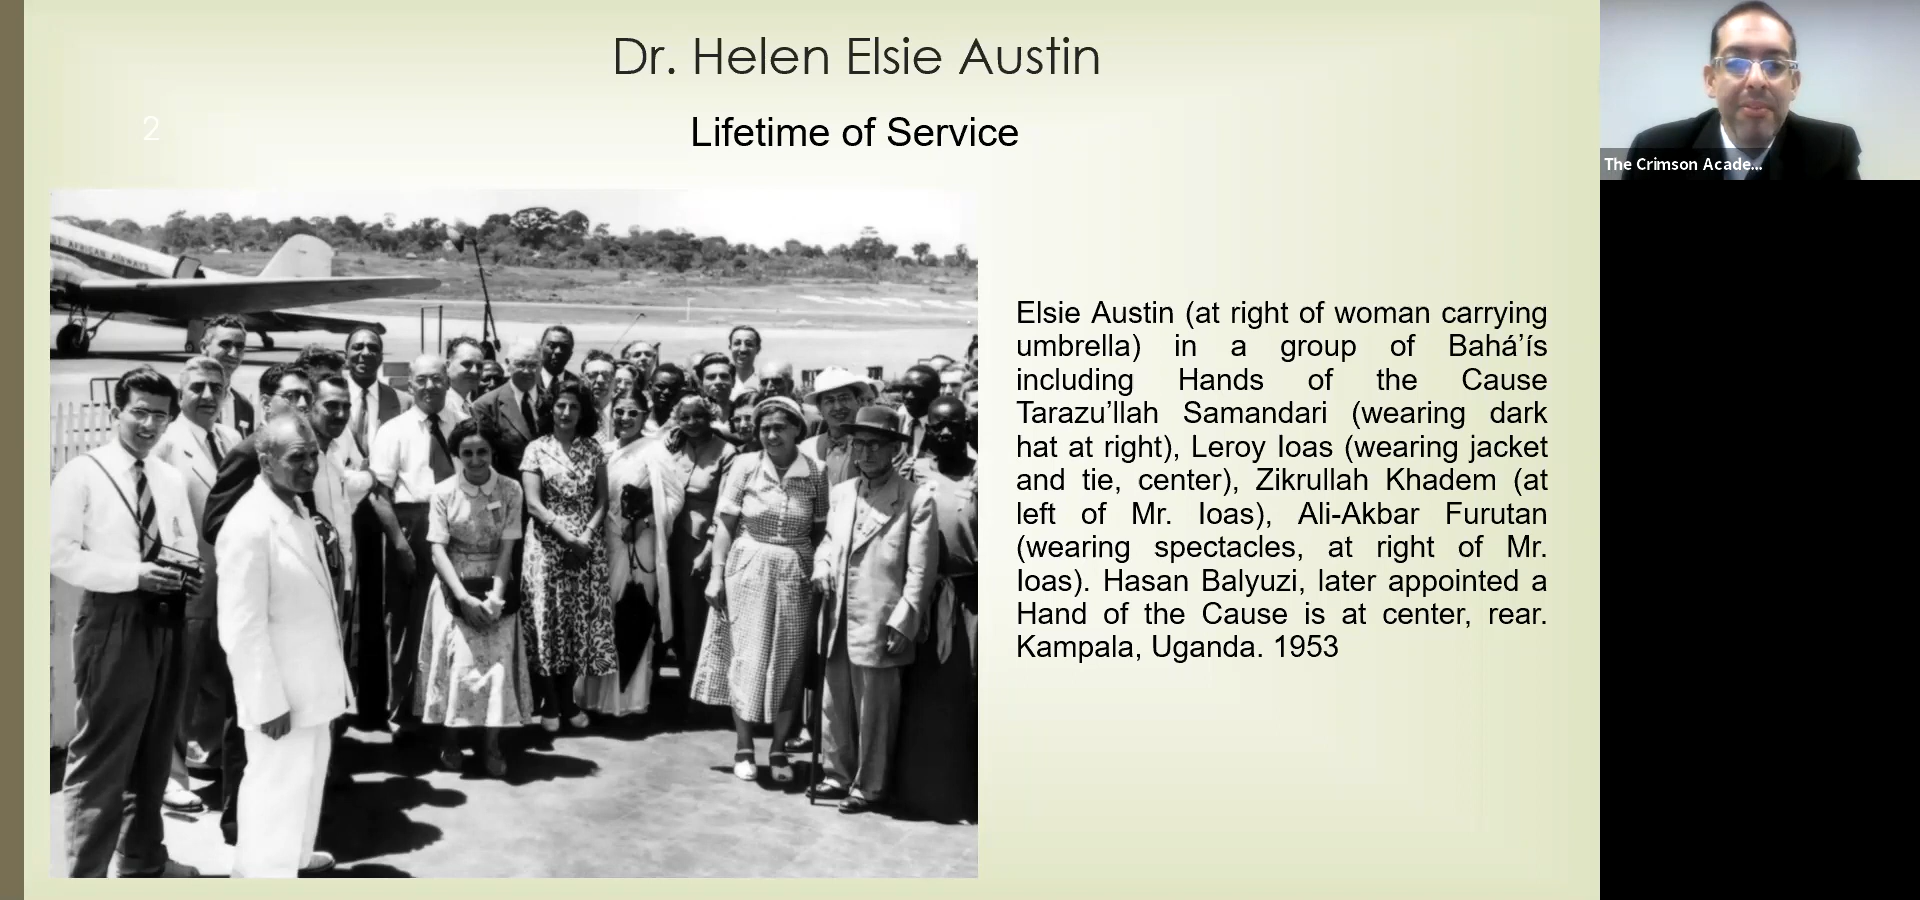 Dr. Helen Elsie Austin
2
Lifetime of Service
AFRICAN AIRWAYS
Elsie Austin (at right of woman carrying
umbrella) in a group of Bahá’ís
including Hands of the Cause
Tarazu’llah Samandari (wearing dark
hat at right), Leroy Ioas (wearing jacket
and tie, center), Zikrullah Khadem (at
left of Mr. Ioas), Ali-Akbar Furutan
(wearing spectacles, at right of Mr.
Ioas). Hasan Balyuzi, later appointed a
Hand of the Cause is at center, rear.
Kampala, Uganda. 1953
The Crimson Acade...